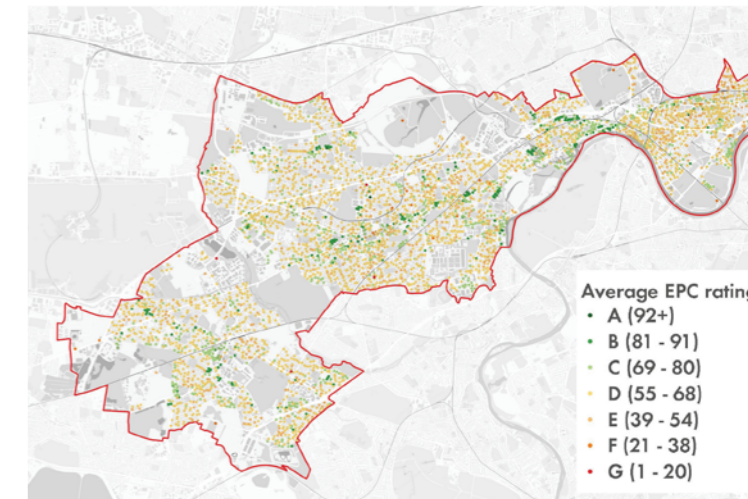 Average EPC rating
A (92+)
B (81 - 91)
C (69 - 80)
D (55 - 68)
E (39 - 54)
F (21 - 38)
G (1 - 20)